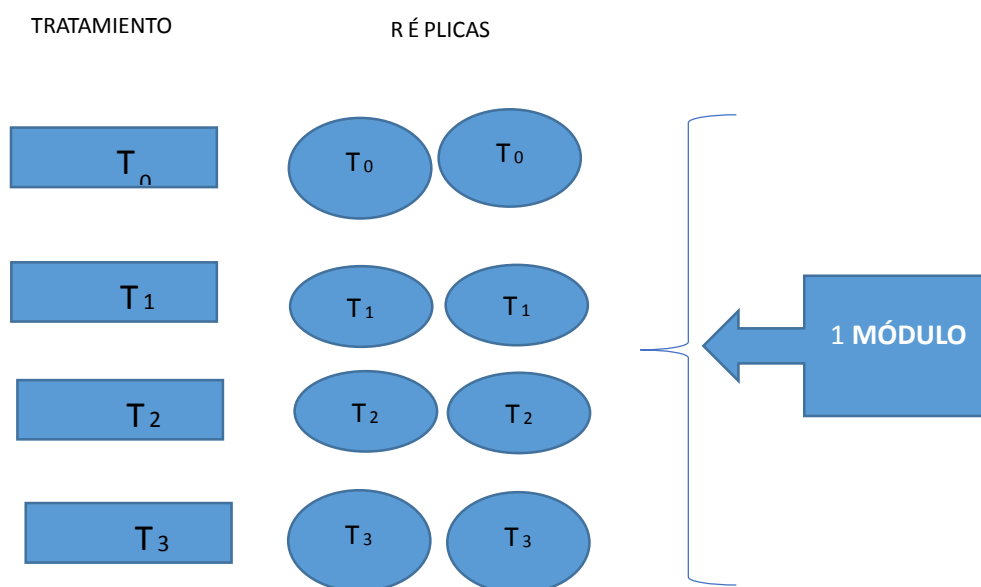 TRATAMIENTO R É PLICAS
T0 T0 T0
T1 T1 T1
1 MÓDULO
T2 T2 T2
T3 T3 T3